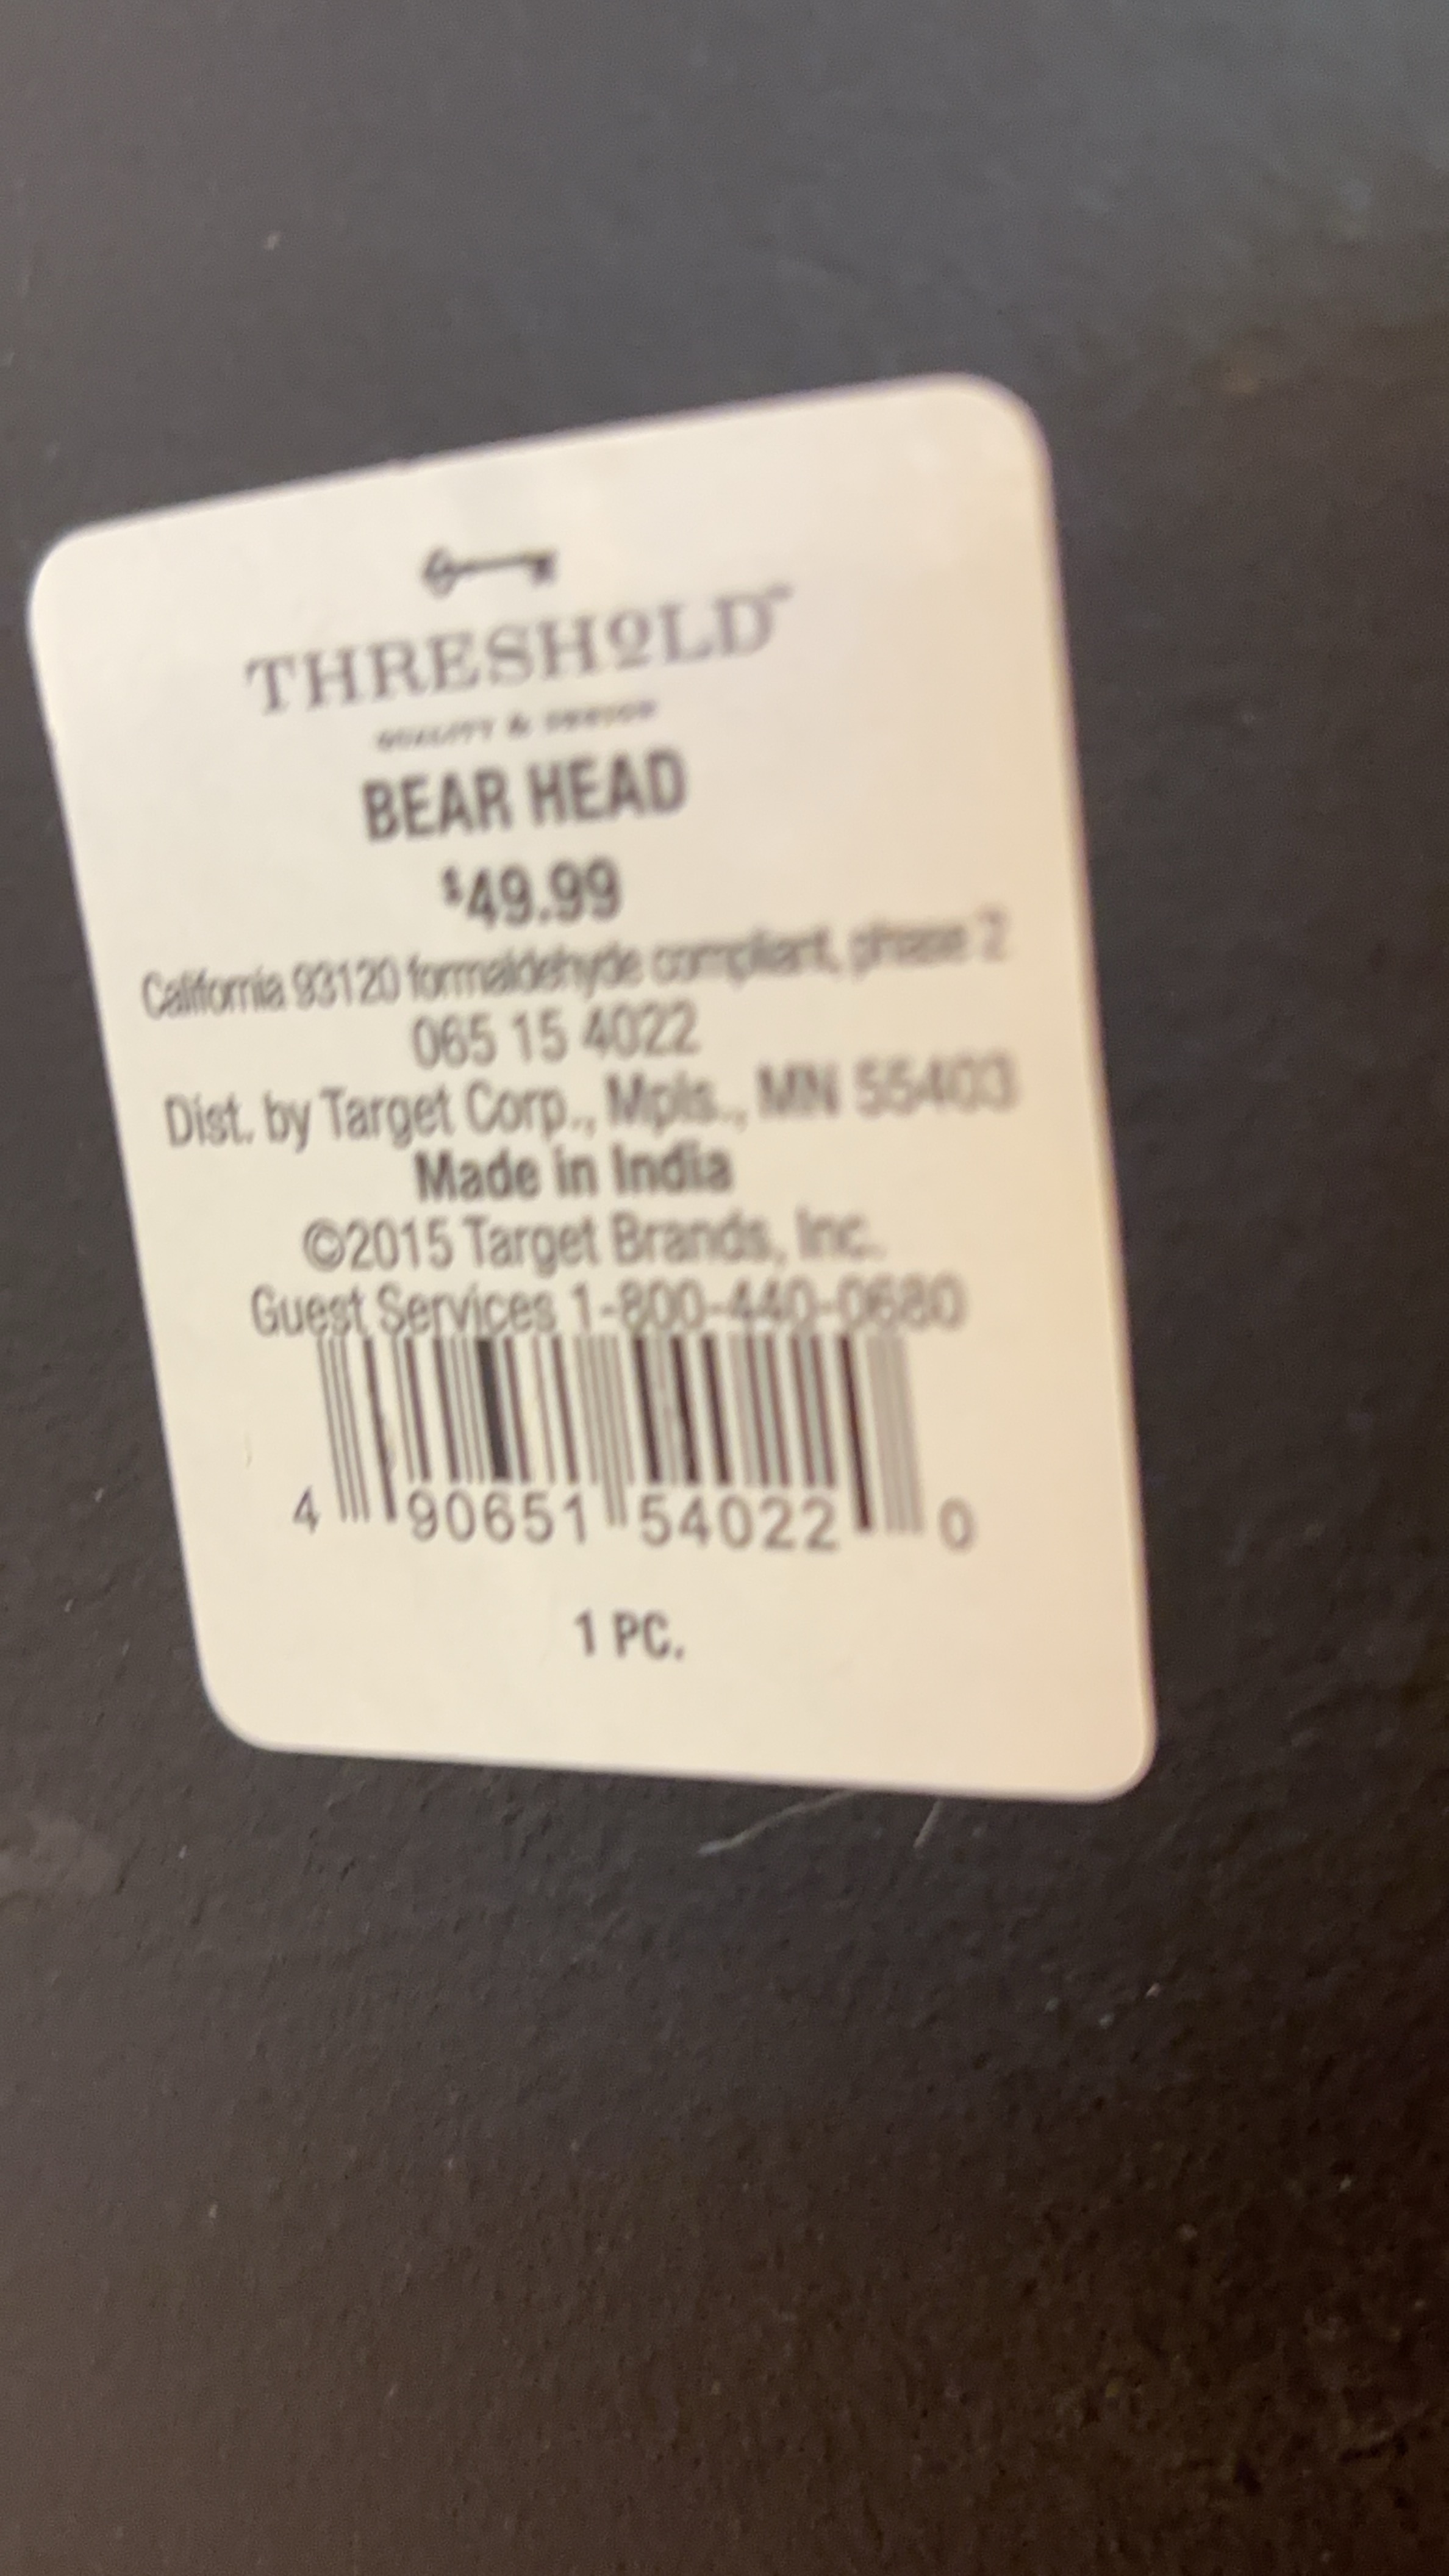 THRESHOLD™
QUALITY & DESIGN
BEAR HEAD
$49.99
California 93120 formaldehyde compliant, phase 2
065 15 4022
Dist. by Target Corp., Mpls., MN 55403
Made in India
©2015 Target Brands, Inc.
Guest Services 1-800-440-0680
4 90651 54022 0
1 PC.